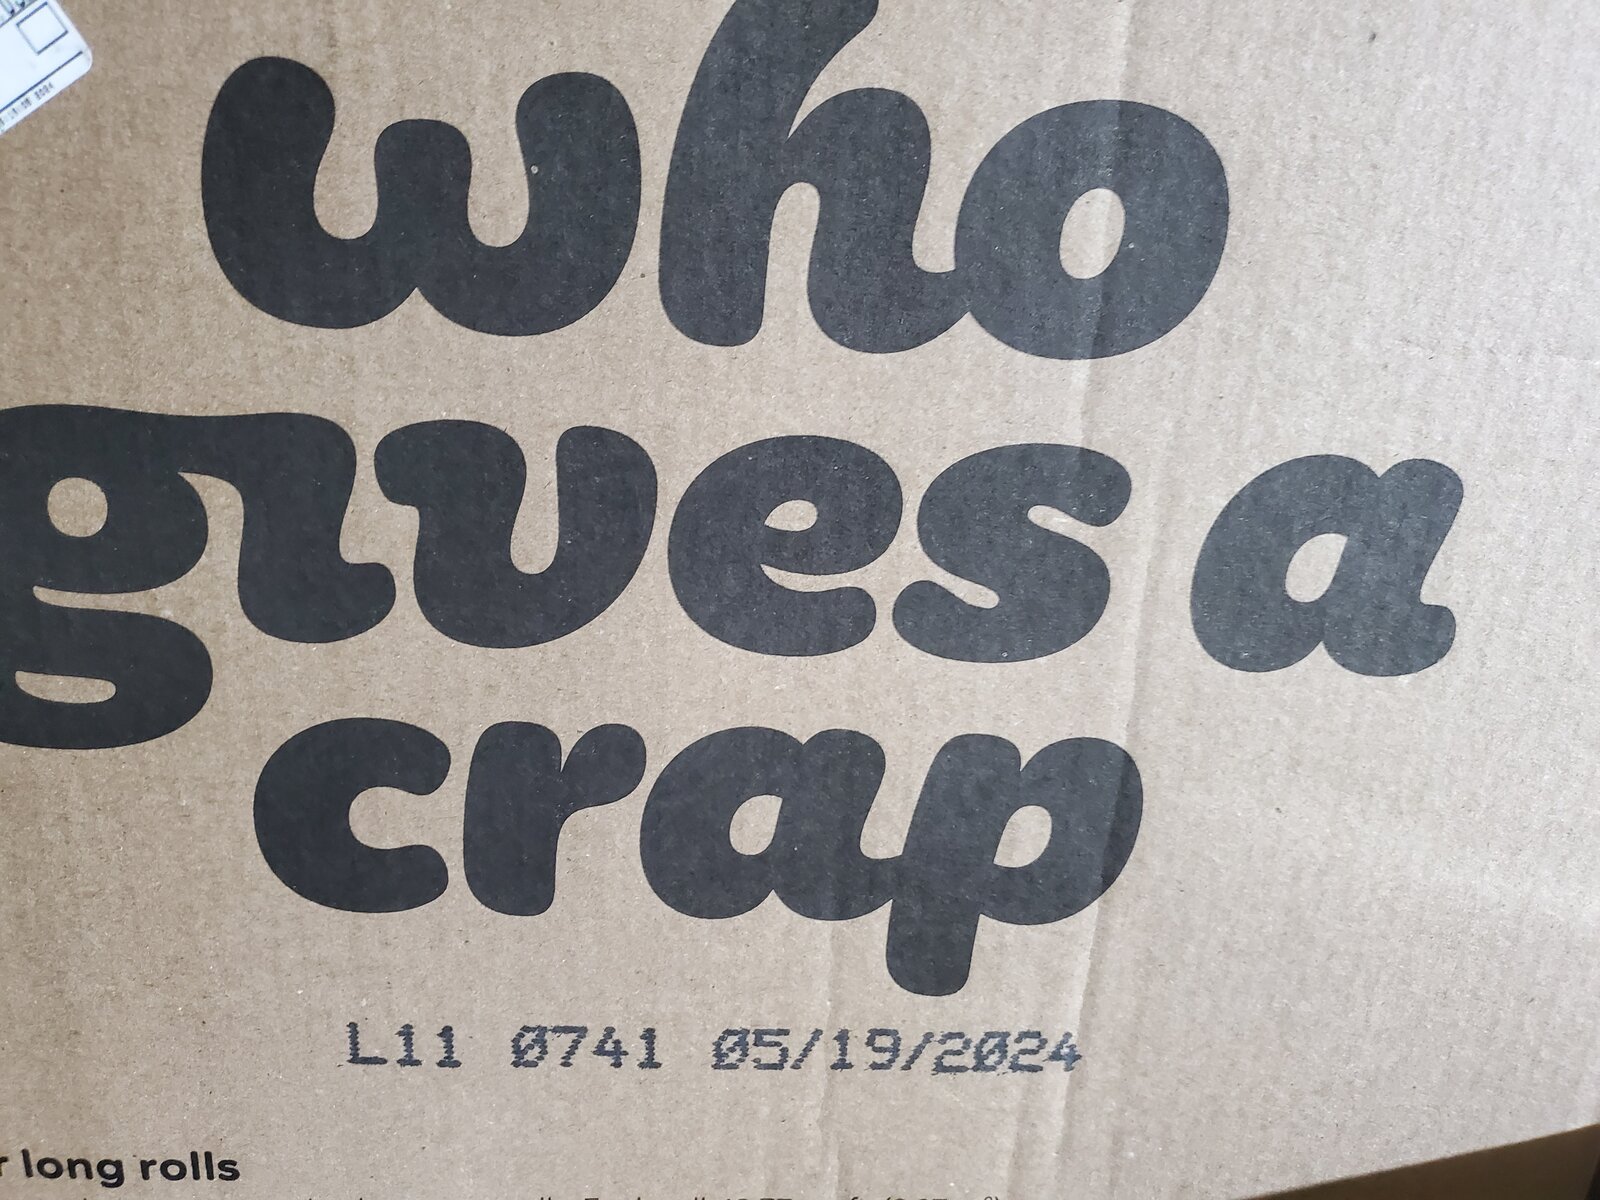 who
gives a
crap
L11 0741 05/19/2024
long rolls